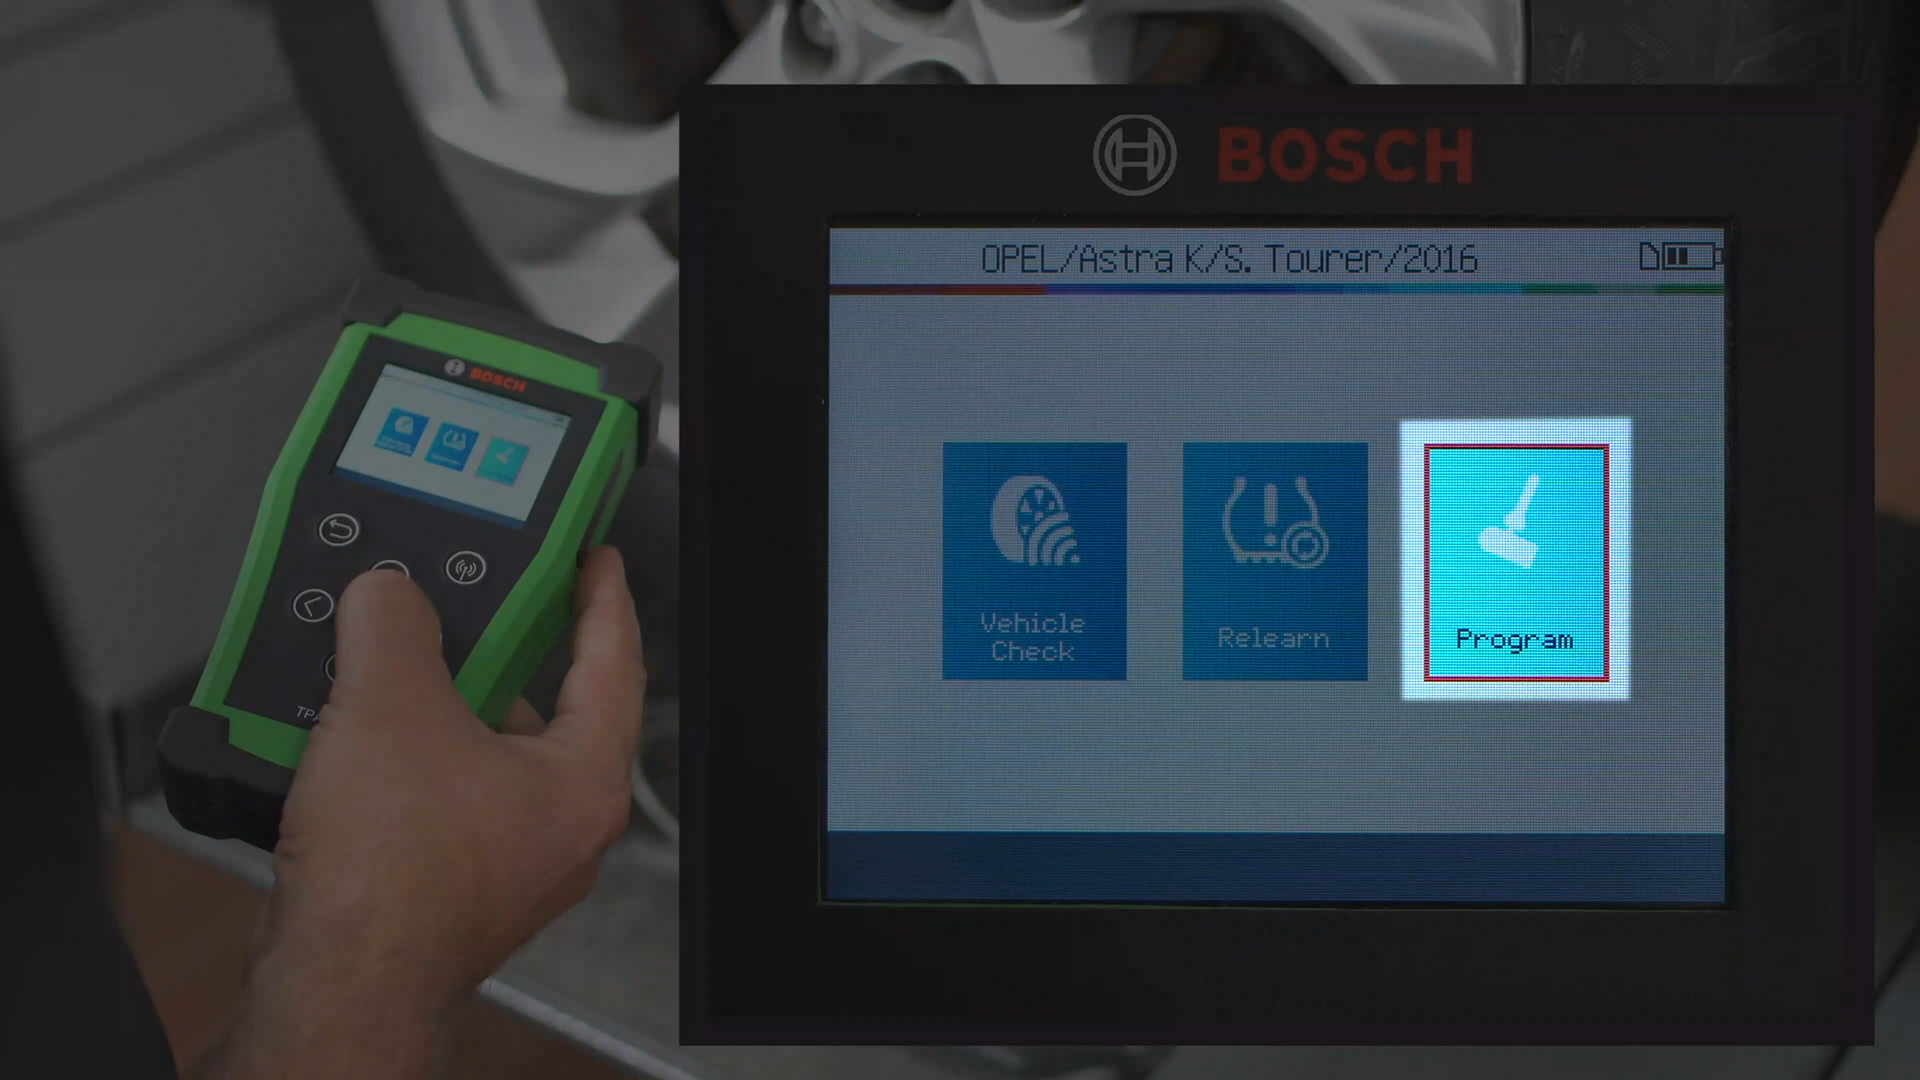 BOSCH
OPEL/Astra K/S. Tourer/2016
Vehicle
Check
Relearn
Program
BOSCH